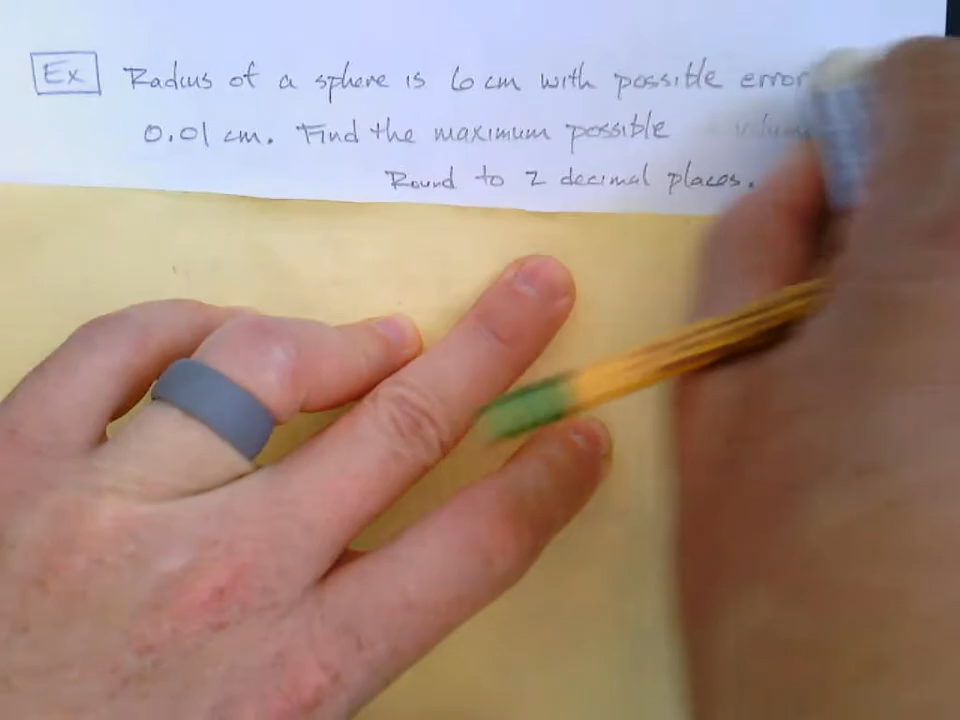 Ex Radius of a sphere is 6 cm with possible error
0.01 cm. Find the maximum possible
Round to 2 decimal places.